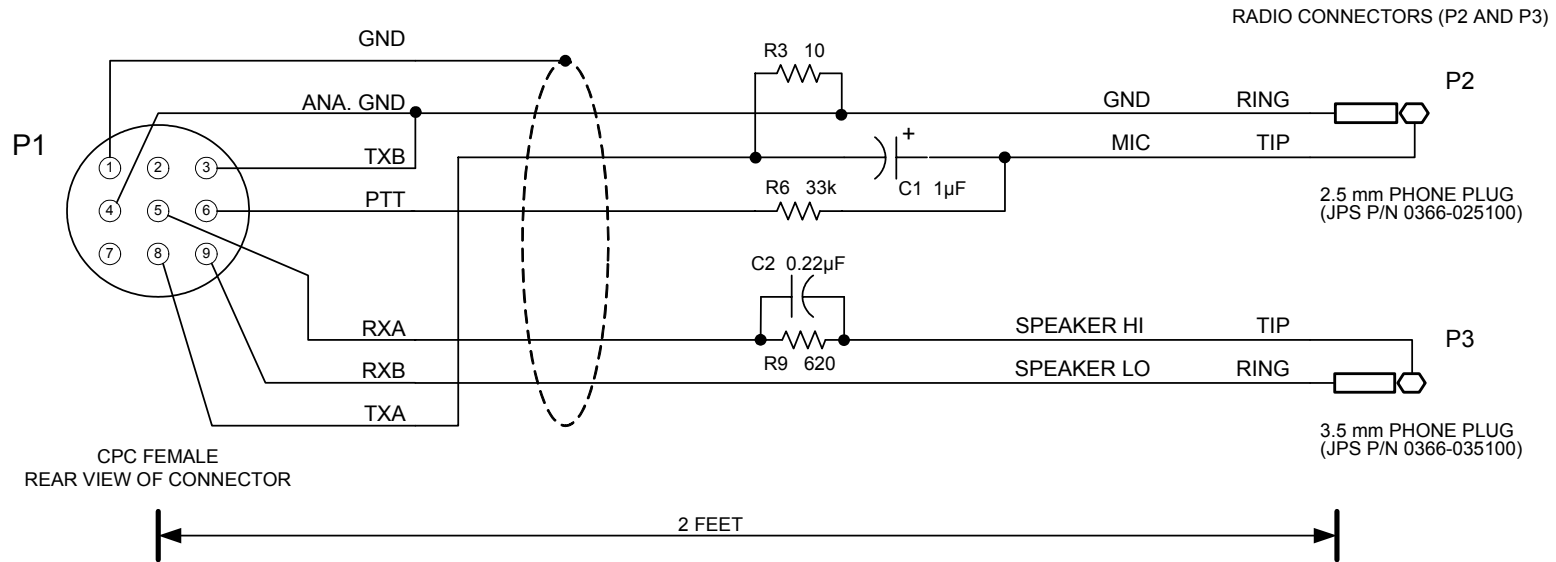 RADIO CONNECTORS (P2 AND P3)
GND
R3 10
P2
ANA. GND
GND RING
P1
TXB
+
MIC TIP
1 2 3
PTT
R6 33k
C1 1µF
2.5 mm PHONE PLUG
(JPS P/N 0366-025100)
4 5 6
7 8 9
C2 0.22µF
RXA
SPEAKER HI TIP
P3
R9 620
RXB
SPEAKER LO RING
TXA
3.5 mm PHONE PLUG
(JPS P/N 0366-035100)
CPC FEMALE
REAR VIEW OF CONNECTOR
2 FEET